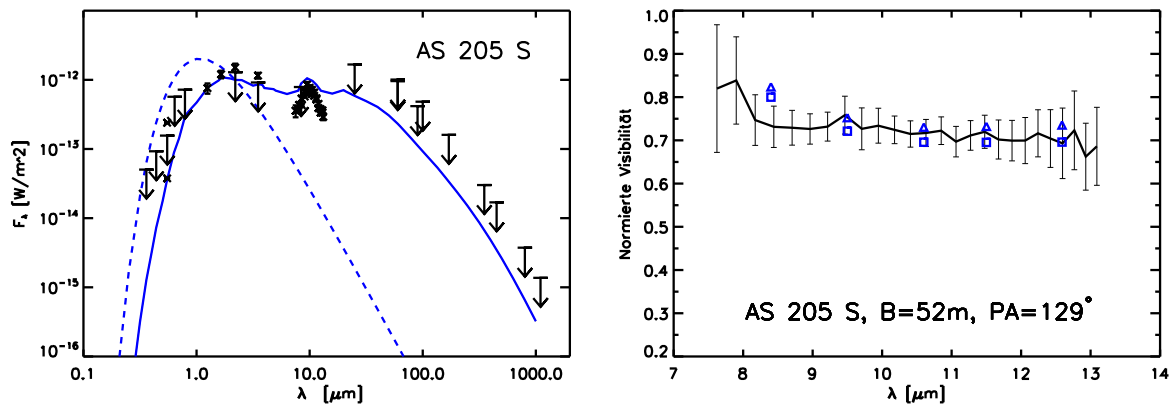 AS 205 S
F_λ [W/m^2]
10^-12
10^-13
10^-14
10^-15
10^-16
0.1 1.0 10.0 100.0 1000.0
λ [μm]
Normierte Visibilität
1.0
0.9
0.8
0.7
0.6
0.5
0.4
0.3
0.2
AS 205 S, B=52m, PA=129°
7 8 9 10 11 12 13 14
λ [μm]